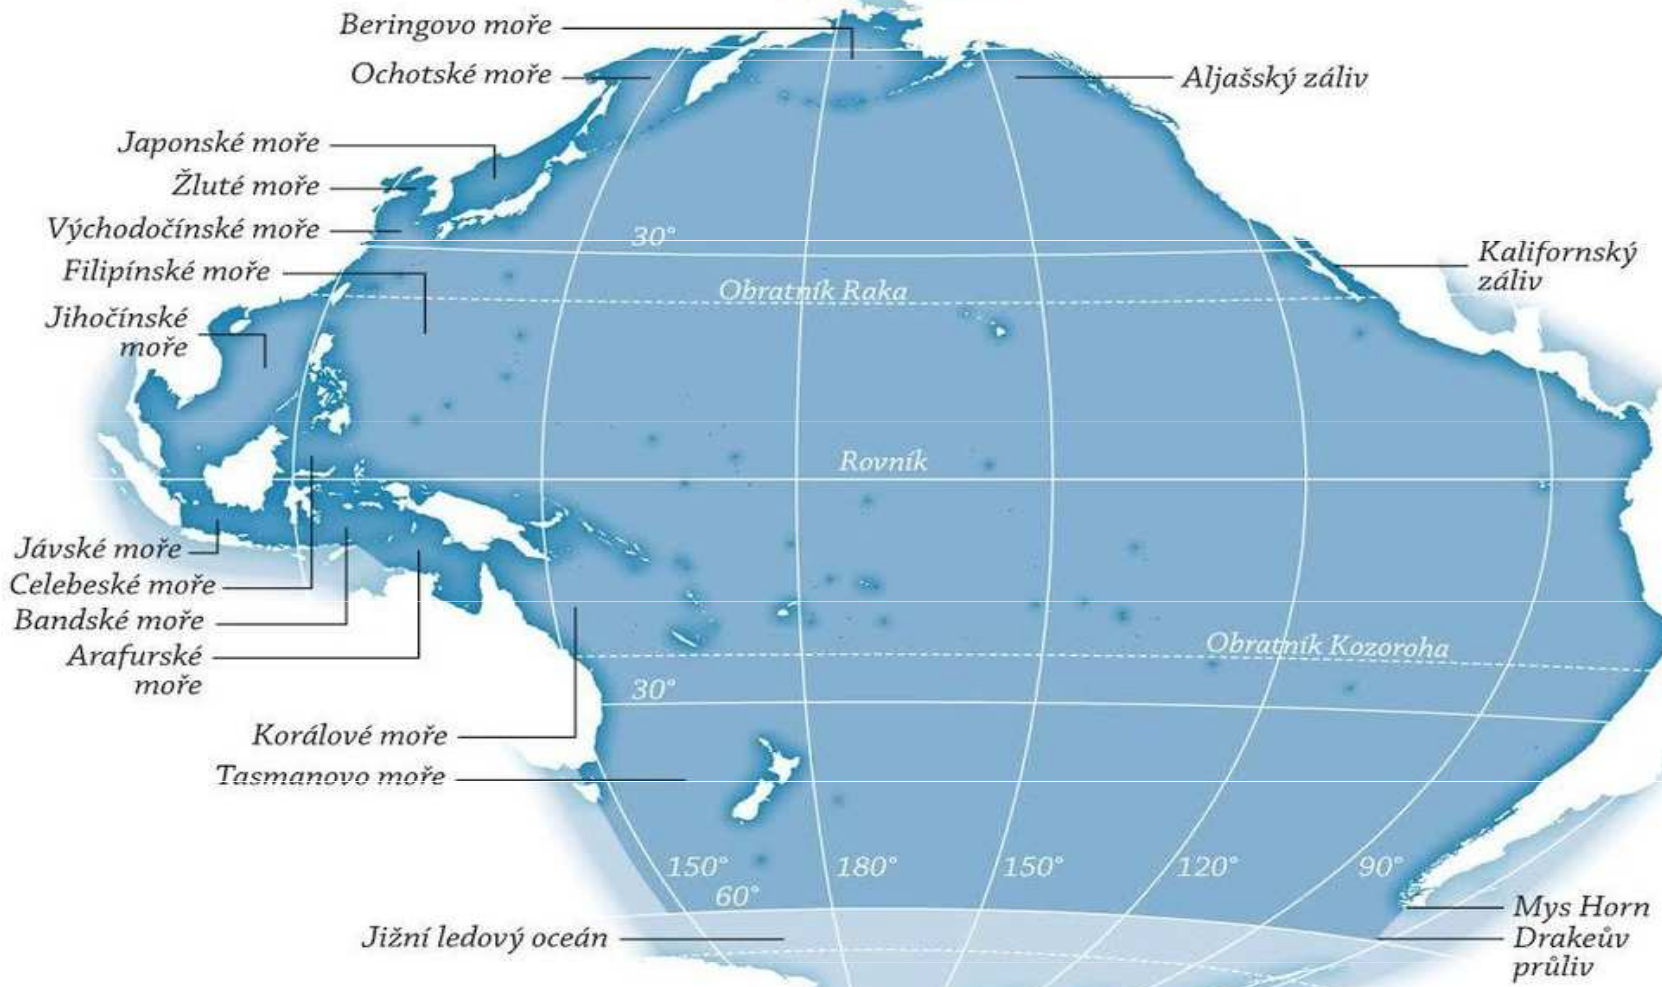 Beringovo moře
Ochotské moře
Aljašský záliv
Japonské moře
Žluté moře
Východočínské moře
30°
Kalifornský
záliv
Filipínské moře
Obratník Raka
Jihočínské
moře
Rovník
Jávské moře
Celebeské moře
Bandské moře
Arafurské
moře
Obratník Kozoroha
30°
Korálové moře
Tasmanovo moře
150°
180°
150°
120°
90°
60°
Jižní ledový oceán
Mys Horn
Drakeův
průliv